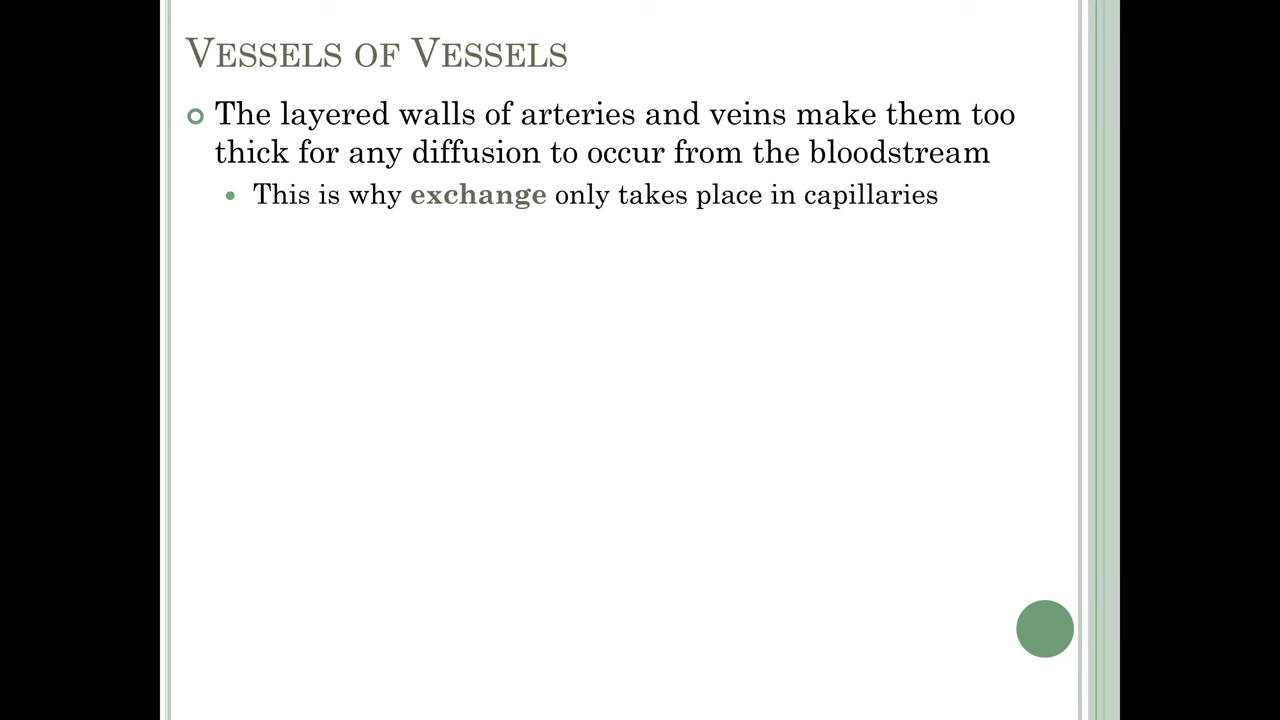 VESSELS OF VESSELS
The layered walls of arteries and veins make them too
thick for any diffusion to occur from the bloodstream
This is why exchange only takes place in capillaries